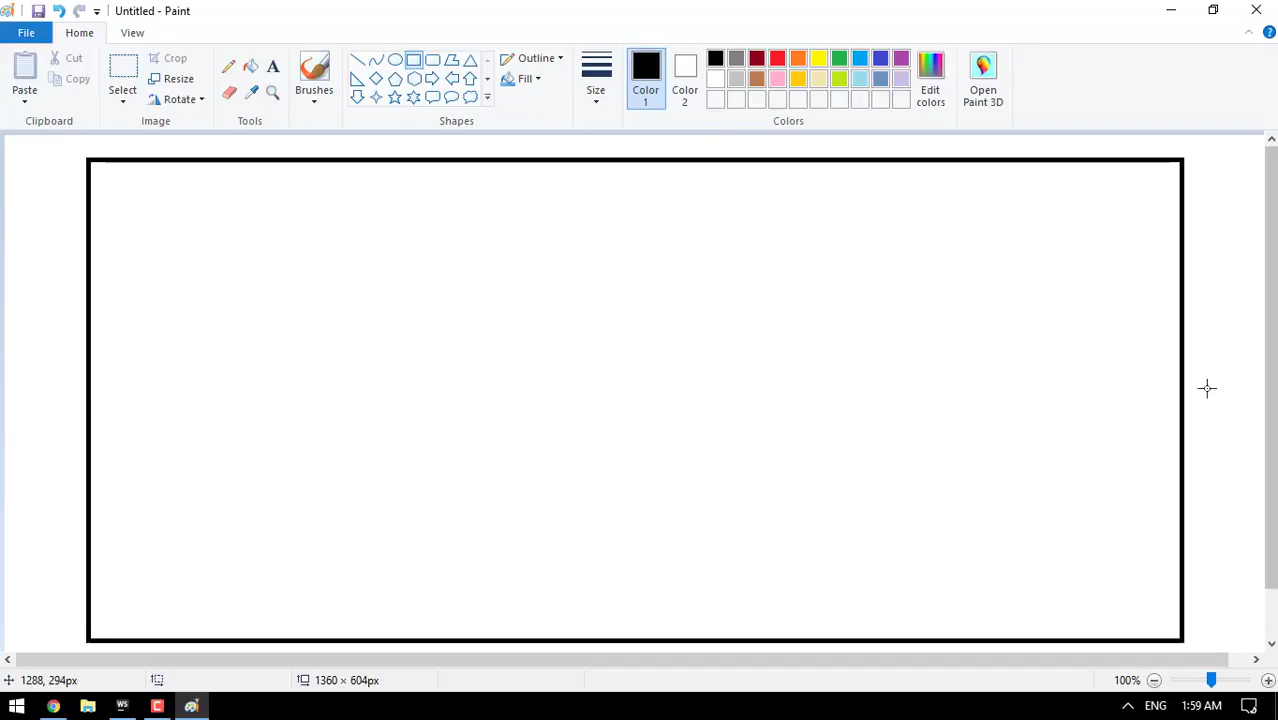 Untitled - Paint
File Home View
Paste Cut Copy
Clipboard
Select Crop Resize Rotate
Image
A
Tools
Brushes
Outline Fill
Shapes
Size
Color 1 Color 2
Edit colors
Colors
Open Paint 3D
1288, 294px 1360 × 604px 100%
WS C ENG 1:59 AM